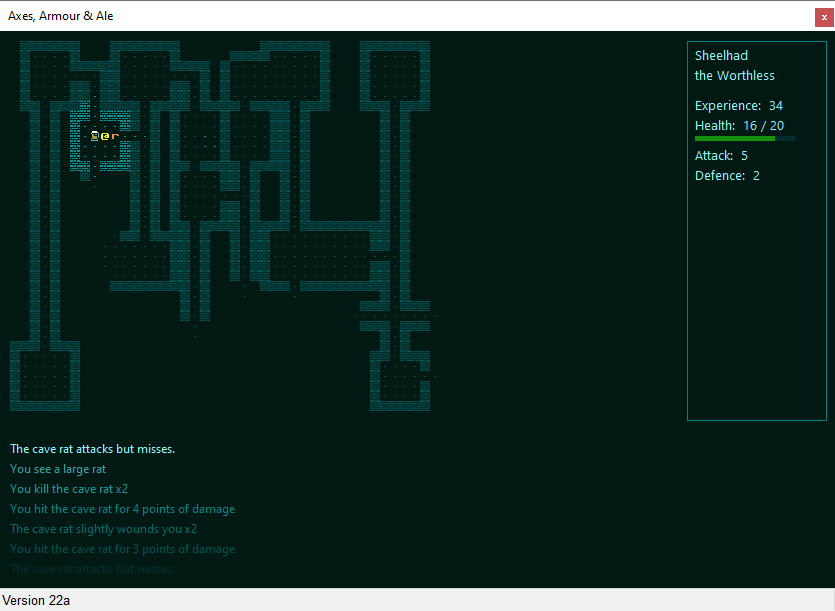 Axes, Armour & Ale
x
Sheelhad
the Worthless
Experience: 34
Health: 16 / 20
Attack: 5
Defence: 2
@r
The cave rat attacks but misses.
You see a large rat
You kill the cave rat x2
You hit the cave rat for 4 points of damage
The cave rat slightly wounds you x2
You hit the cave rat for 3 points of damage
The cave rat attacks but misses.
Version 22a